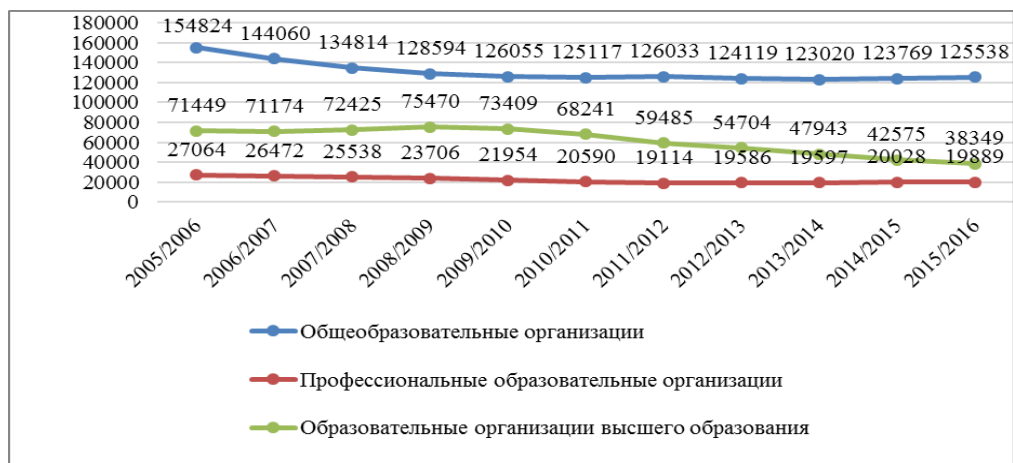 180000
160000
140000
120000
100000
80000
60000
40000
20000
0
154824 144060 134814 128594 126055 125117 126033 124119 123020 123769 125538
71449 71174 72425 75470 73409 68241 59485 54704 47943 42575 38349
27064 26472 25538 23706 21954 20590 19114 19586 19597 20028 19889
2005/2006 2006/2007 2007/2008 2008/2009 2009/2010 2010/2011 2011/2012 2012/2013 2013/2014 2014/2015 2015/2016
Общеобразовательные организации
Профессиональные образовательные организации
Образовательные организации высшего образования